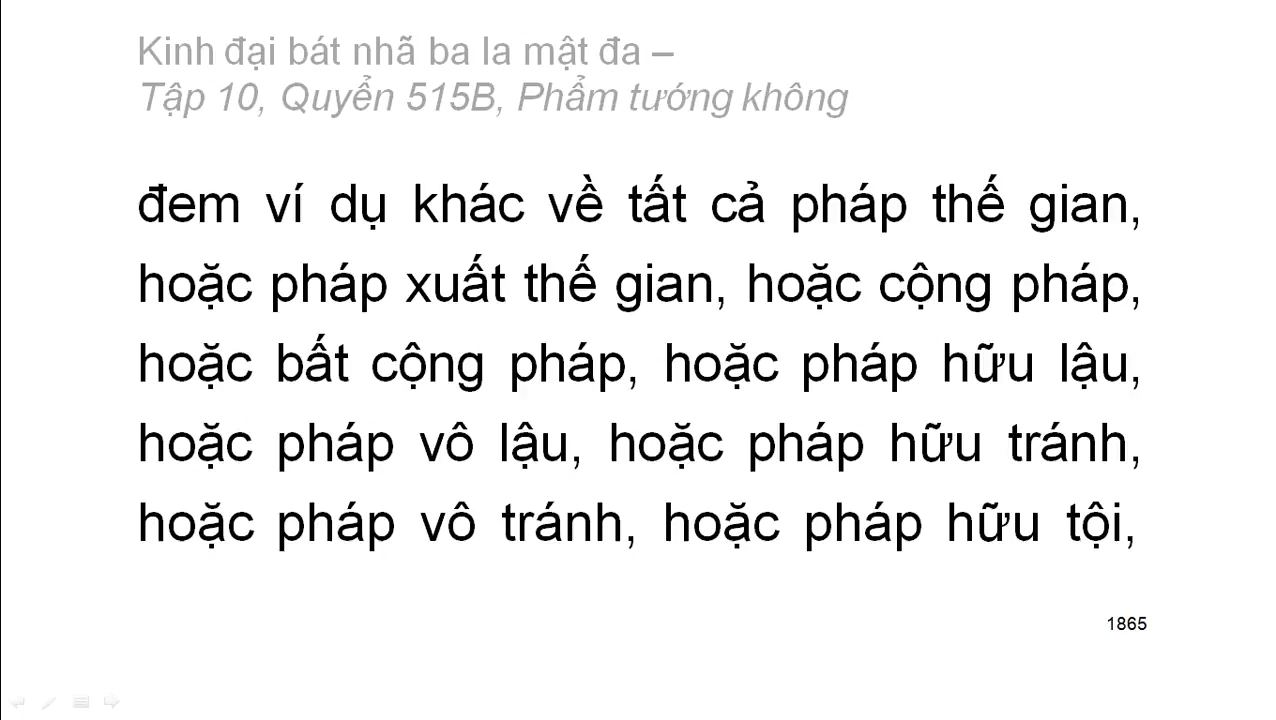 Kinh đại bát nhã ba la mật đa –
Tập 10, Quyển 515B, Phẩm tướng không
đem ví dụ khác về tất cả pháp thế gian,
hoặc pháp xuất thế gian, hoặc cộng pháp,
hoặc bất cộng pháp, hoặc pháp hữu lậu,
hoặc pháp vô lậu, hoặc pháp hữu tránh,
hoặc pháp vô tránh, hoặc pháp hữu tội,
1865